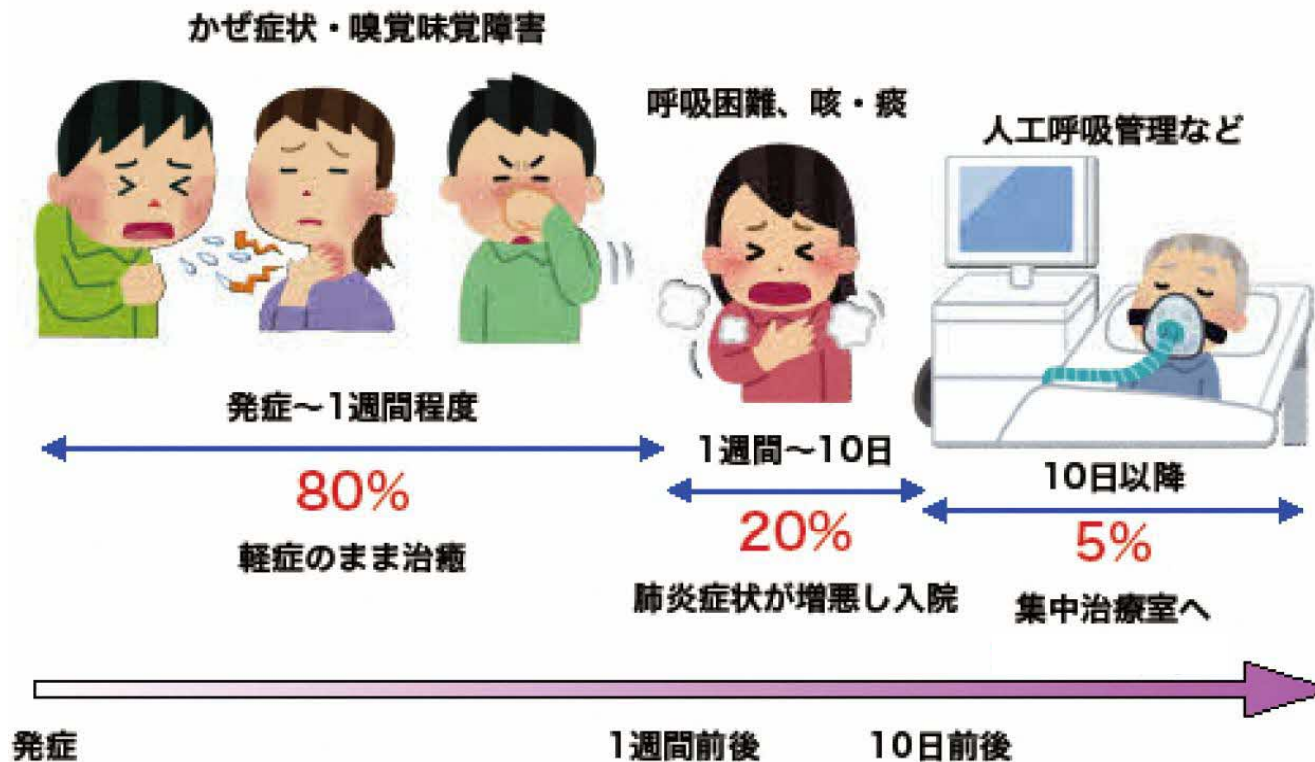 かぜ症状・嗅覚味覚障害
呼吸困難、咳・痰
人工呼吸管理など
発症〜1週間程度
80%
軽症のまま治癒
1週間〜10日
20%
肺炎症状が増悪し入院
10日以降
5%
集中治療室へ
発症
1週間前後
10日前後